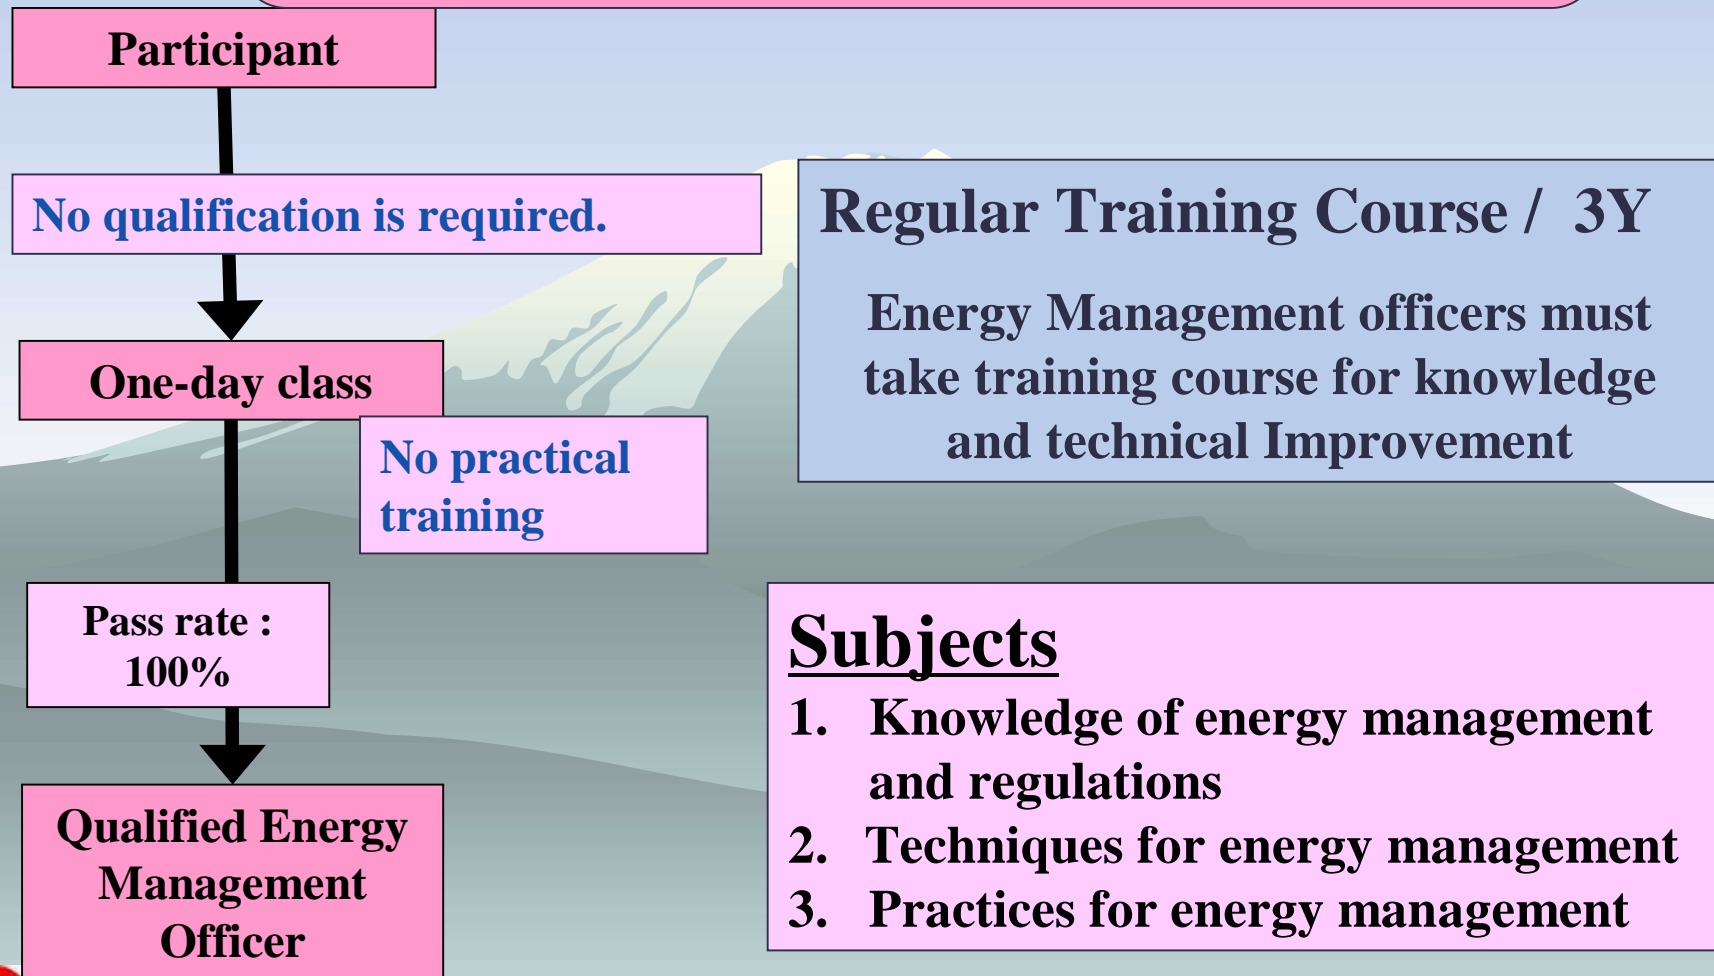 Participant
No qualification is required.
One-day class
No practical
training
Pass rate :
100%
Qualified Energy
Management
Officer
Regular Training Course /  3Y
Energy Management officers must
take training course for knowledge
and technical Improvement
Subjects
1. Knowledge of energy management
and regulations
2. Techniques for energy management
3. Practices for energy management